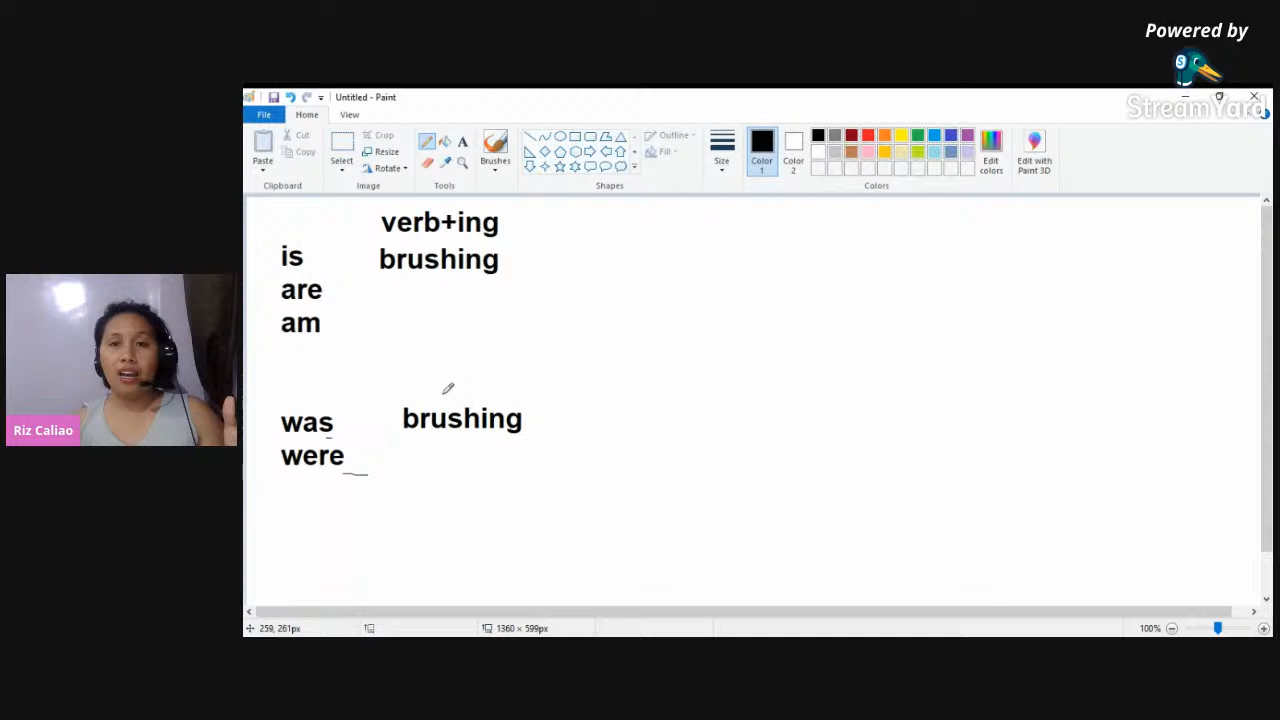 Powered by
StreamYard
Untitled - Paint
File
Home
View
Paste
Cut
Copy
Clipboard
Select
Crop
Resize
Rotate
Image
Tools
Brushes
Shapes
Outline
Fill
Size
Color
1
Color
2
Edit
colors
Colors
Edit with
Paint 3D
verb+ing
is
brushing
are
am
was
brushing
were
Riz Caliao
259, 261px
1360 × 599px
100%